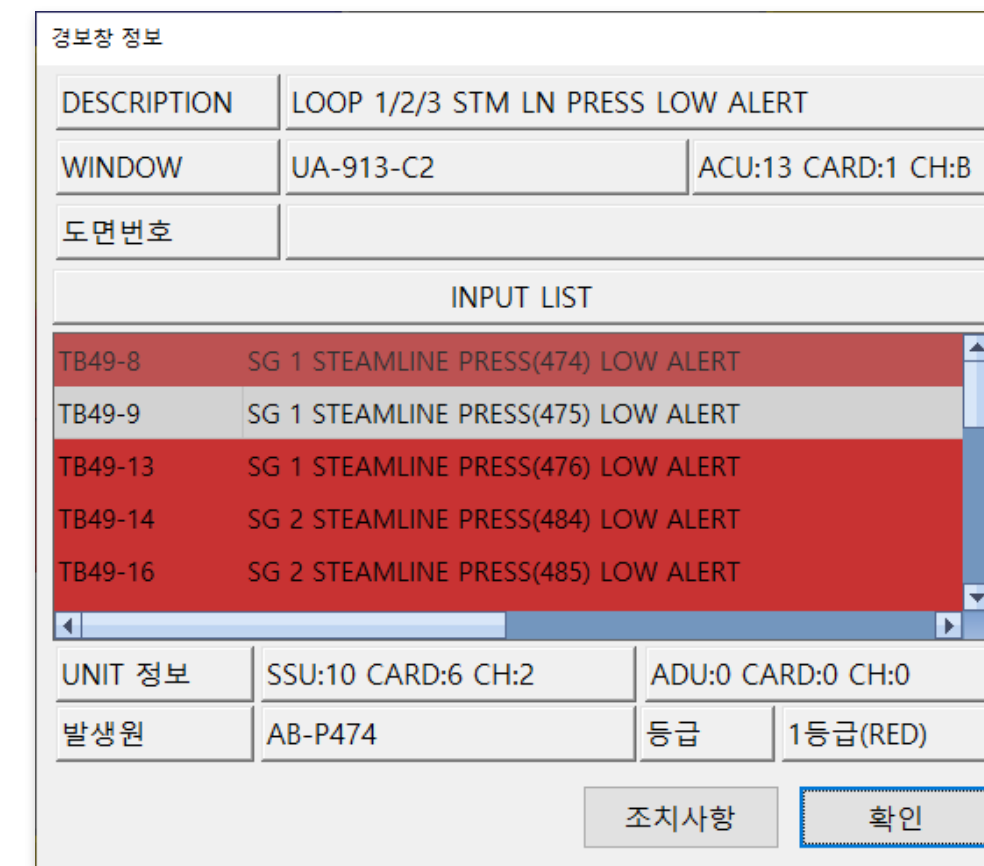 경보창 정보
DESCRIPTION LOOP 1/2/3 STM LN PRESS LOW ALERT
WINDOW UA-913-C2 ACU:13 CARD:1 CH:B
도면번호
INPUT LIST
TB49-8 SG 1 STEAMLINE PRESS(474) LOW ALERT
TB49-9 SG 1 STEAMLINE PRESS(475) LOW ALERT
TB49-13 SG 1 STEAMLINE PRESS(476) LOW ALERT
TB49-14 SG 2 STEAMLINE PRESS(484) LOW ALERT
TB49-16 SG 2 STEAMLINE PRESS(485) LOW ALERT
UNIT 정보 SSU:10 CARD:6 CH:2 ADU:0 CARD:0 CH:0
발생원 AB-P474 등급 1등급(RED)
조치사항 확인